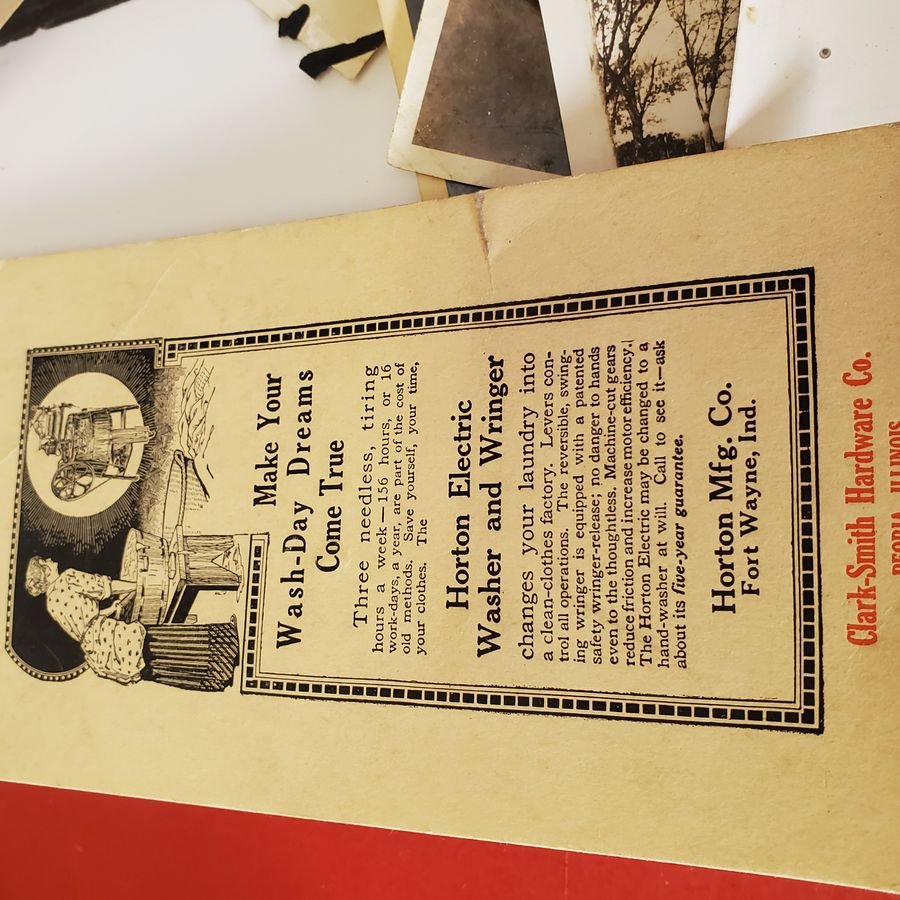 Make Your
Wash-Day Dreams
Come True
Three needless, tiring
hours a week—156 hours, or 16
work-days, a year, are part of the cost of
old methods. Save yourself, your time,
your clothes. The
Horton Electric
Washer and Wringer
changes your laundry into
a clean-clothes factory. Levers con-
trol all operations. The reversible, swing-
ing wringer is equipped with a patented
safety wringer-release; no danger to hands
even to the thoughtless. Machine-cut gears
reduce friction and increase motor efficiency.
The Horton Electric may be changed to a
hand-washer at will. Call to see it—ask
about its five-year guarantee.
Horton Mfg. Co.
Fort Wayne, Ind.
Clark-Smith Hardware Co.
PEORIA, ILLINOIS